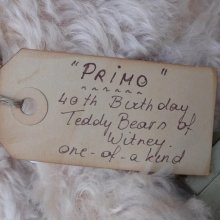 "PRIMO"
40th Birthday
Teddy Bears of
Witney
one-of-a kind